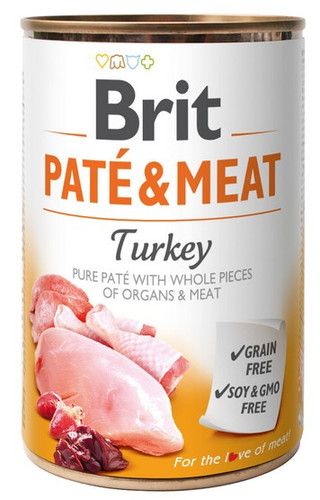 Brit
PATÉ & MEAT
Turkey
PURE PATÉ WITH WHOLE PIECES
OF ORGANS & MEAT
✓GRAIN
FREE
✓SOY & GMO
FREE
For the l♥ve of meat!